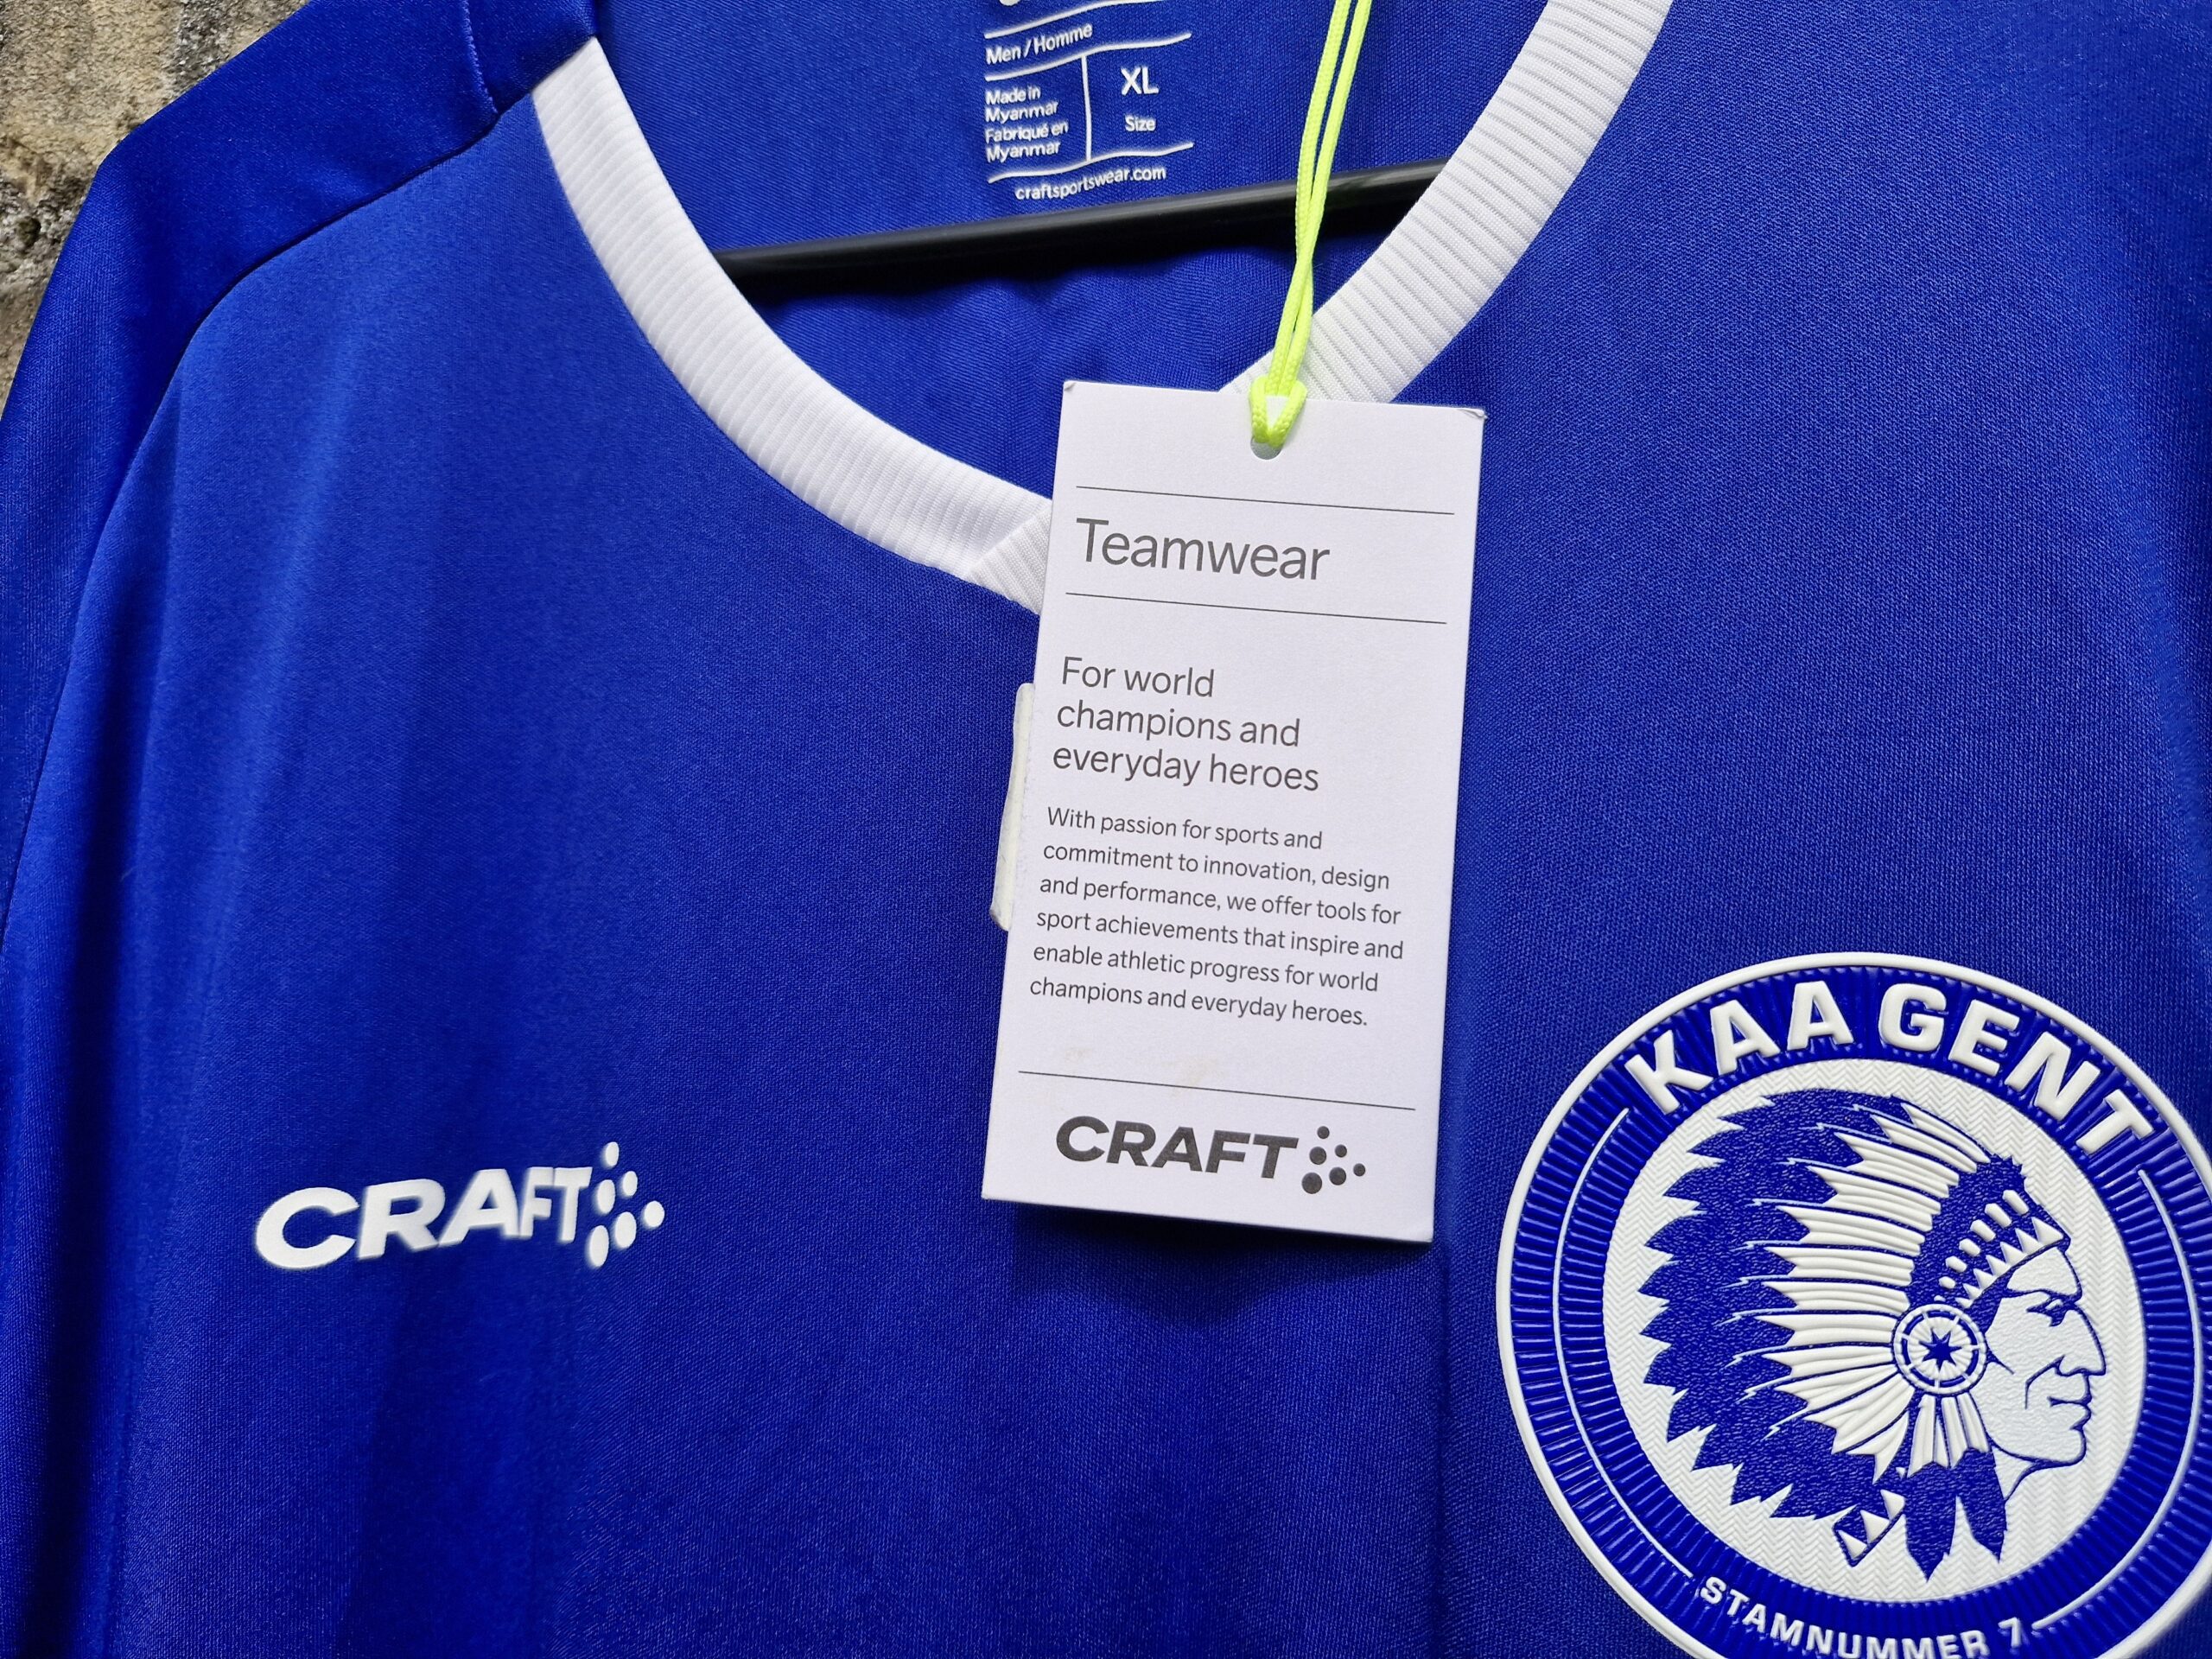 Men / Homme
Made in
Myanmar
Fabriqué en
Myanmar
XL
Size
craftsportswear.com
Teamwear
For world
champions and
everyday heroes
With passion for sports and
commitment to innovation, design
and performance, we offer tools for
sport achievements that inspire and
enable athletic progress for world
champions and everyday heroes.
CRAFT
CRAFT
KAA GENT
STAMNUMMER 7